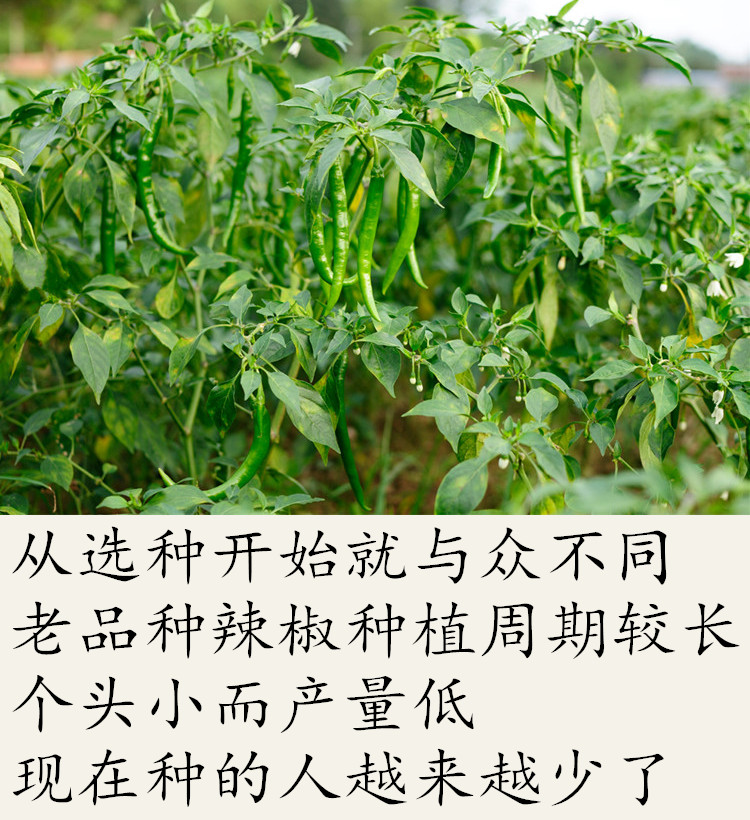 从选种开始就与众不同
老品种辣椒种植周期较长
个头小而产量低
现在种的人越来越少了